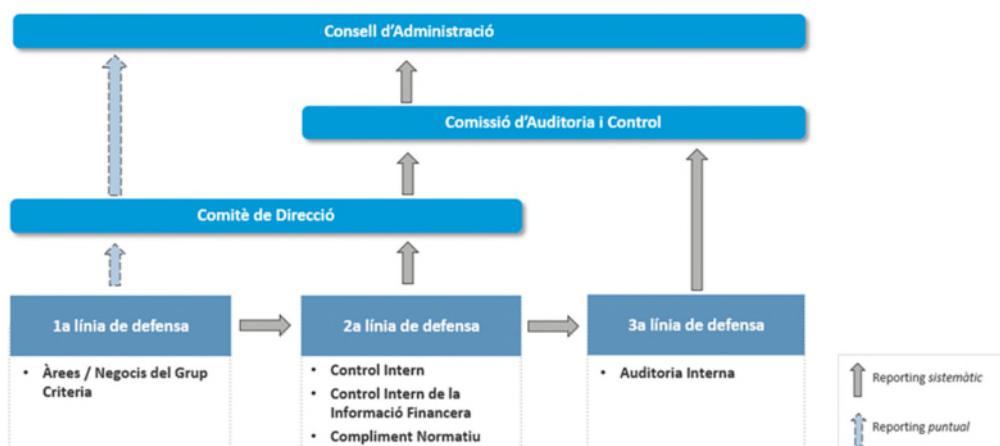 Consell d'Administració
Comissió d'Auditoria i Control
Comitè de Direcció
1a línia de defensa
2a línia de defensa
3a línia de defensa
• Àrees / Negocis del Grup
Criteria
• Control Intern
• Control Intern de la
Informació Financera
• Compliment Normatiu
• Auditoria Interna
Reporting sistemàtic
Reporting puntual